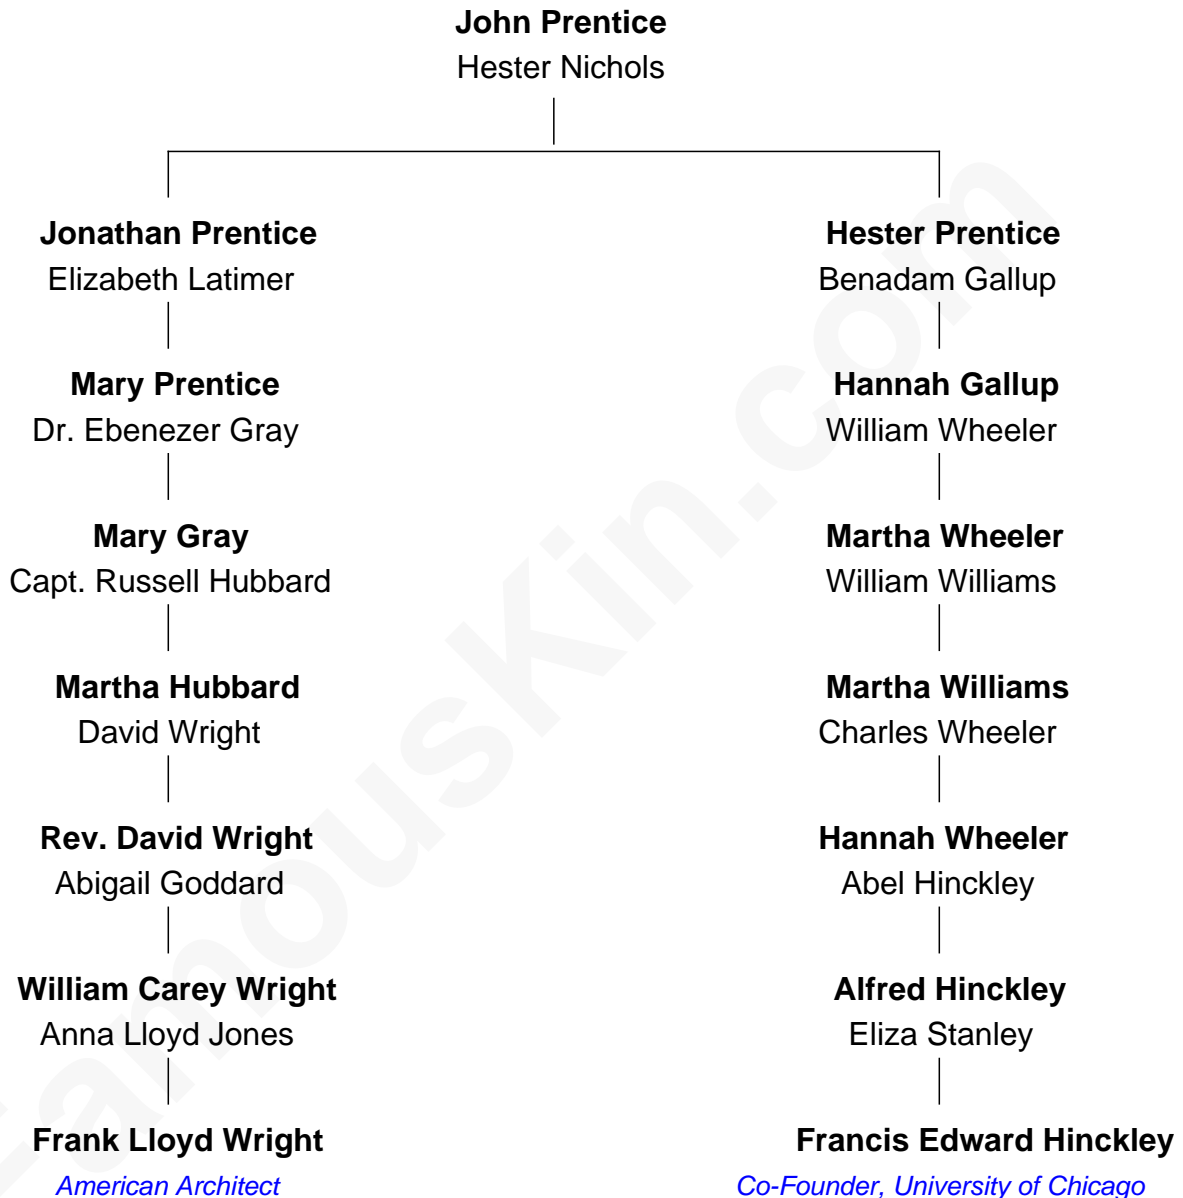 John Prentice
Hester Nichols
Jonathan Prentice
Elizabeth Latimer
Hester Prentice
Benadam Gallup
Mary Prentice
Dr. Ebenezer Gray
Hannah Gallup
William Wheeler
Mary Gray
Capt. Russell Hubbard
Martha Wheeler
William Williams
Martha Hubbard
David Wright
Martha Williams
Charles Wheeler
Rev. David Wright
Abigail Goddard
Hannah Wheeler
Abel Hinckley
William Carey Wright
Anna Lloyd Jones
Alfred Hinckley
Eliza Stanley
Frank Lloyd Wright
American Architect
Francis Edward Hinckley
Co-Founder, University of Chicago
FamousKin.com